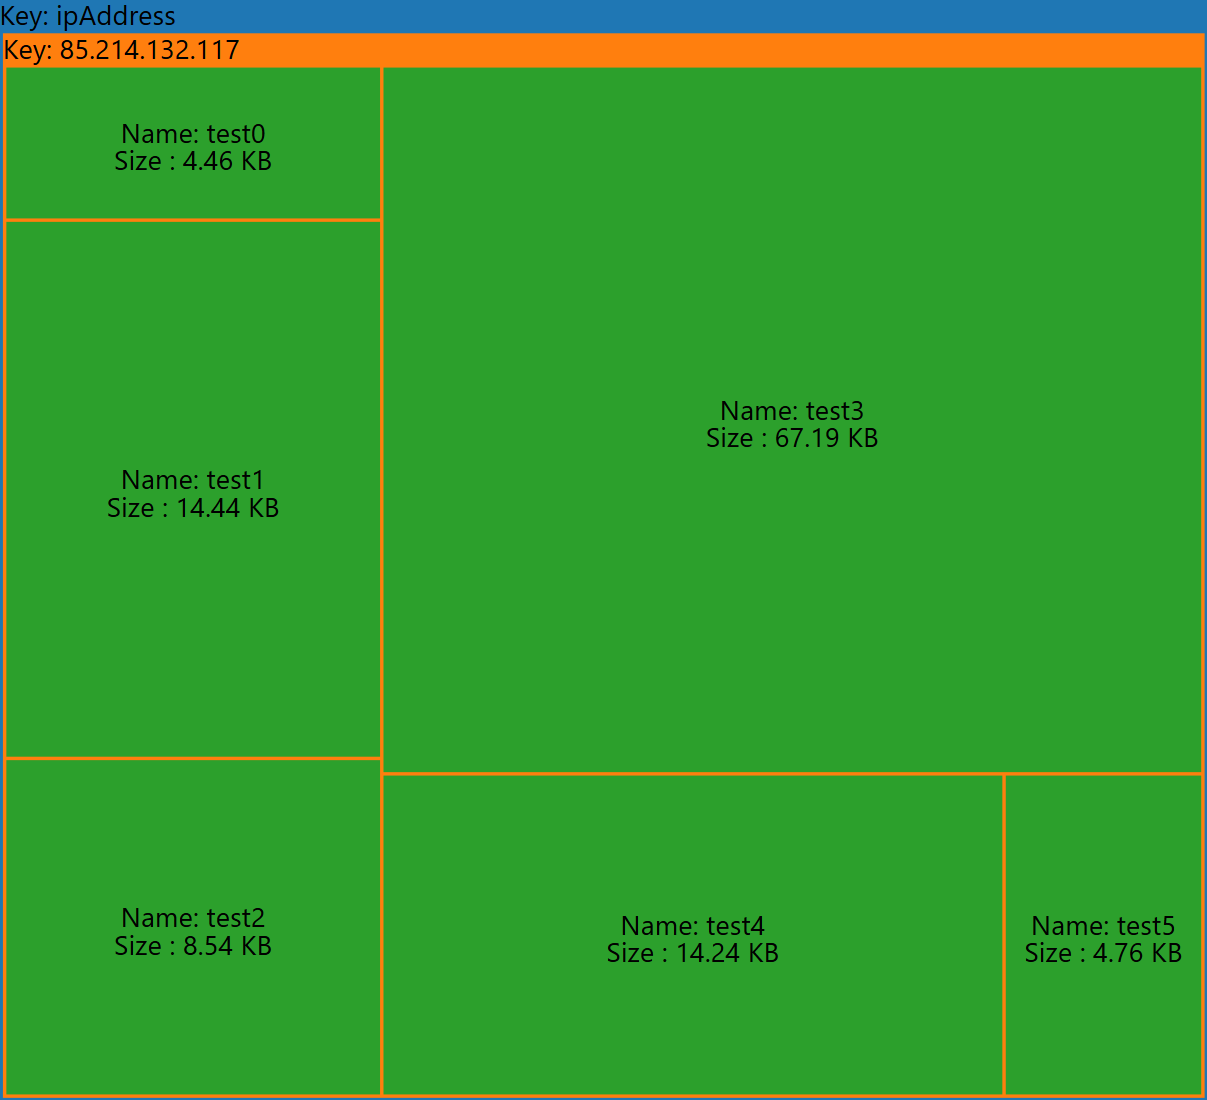 Key: ipAddress
Key: 85.214.132.117
Name: test0
Size : 4.46 KB
Name: test1
Size : 14.44 KB
Name: test2
Size : 8.54 KB
Name: test3
Size : 67.19 KB
Name: test4
Size : 14.24 KB
Name: test5
Size : 4.76 KB